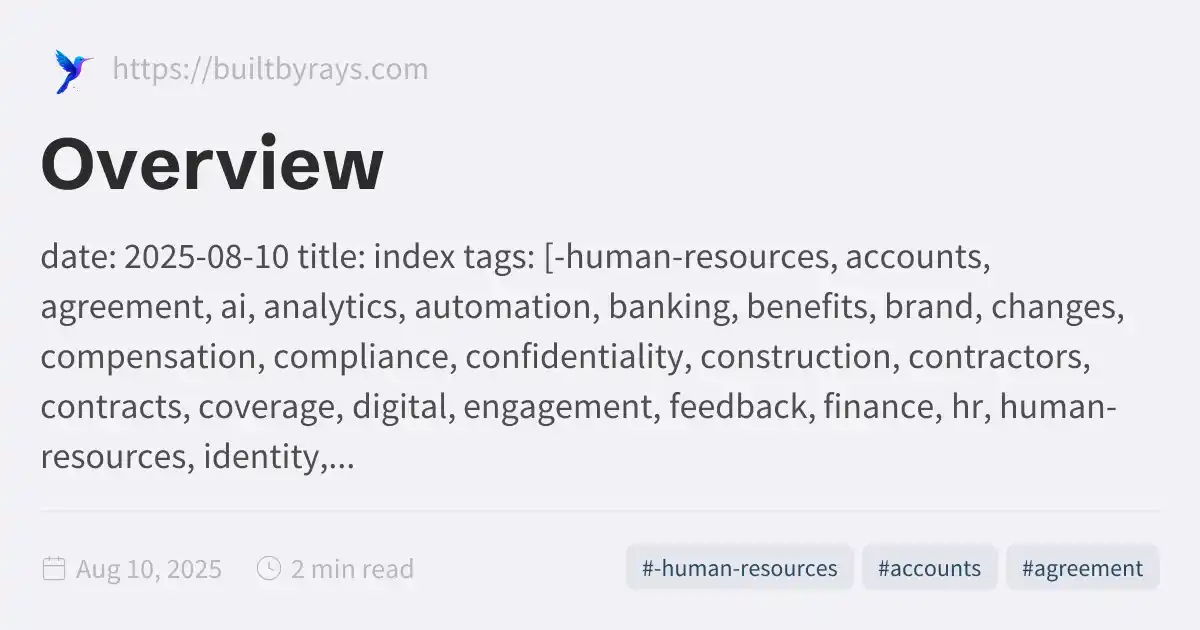 https://builtbyrays.com
Overview
date: 2025-08-10 title: index tags: [-human-resources, accounts,
agreement, ai, analytics, automation, banking, benefits, brand, changes,
compensation, compliance, confidentiality, construction, contractors,
contracts, coverage, digital, engagement, feedback, finance, hr, human-
resources, identity,...
Aug 10, 2025 2 min read #-human-resources #accounts #agreement